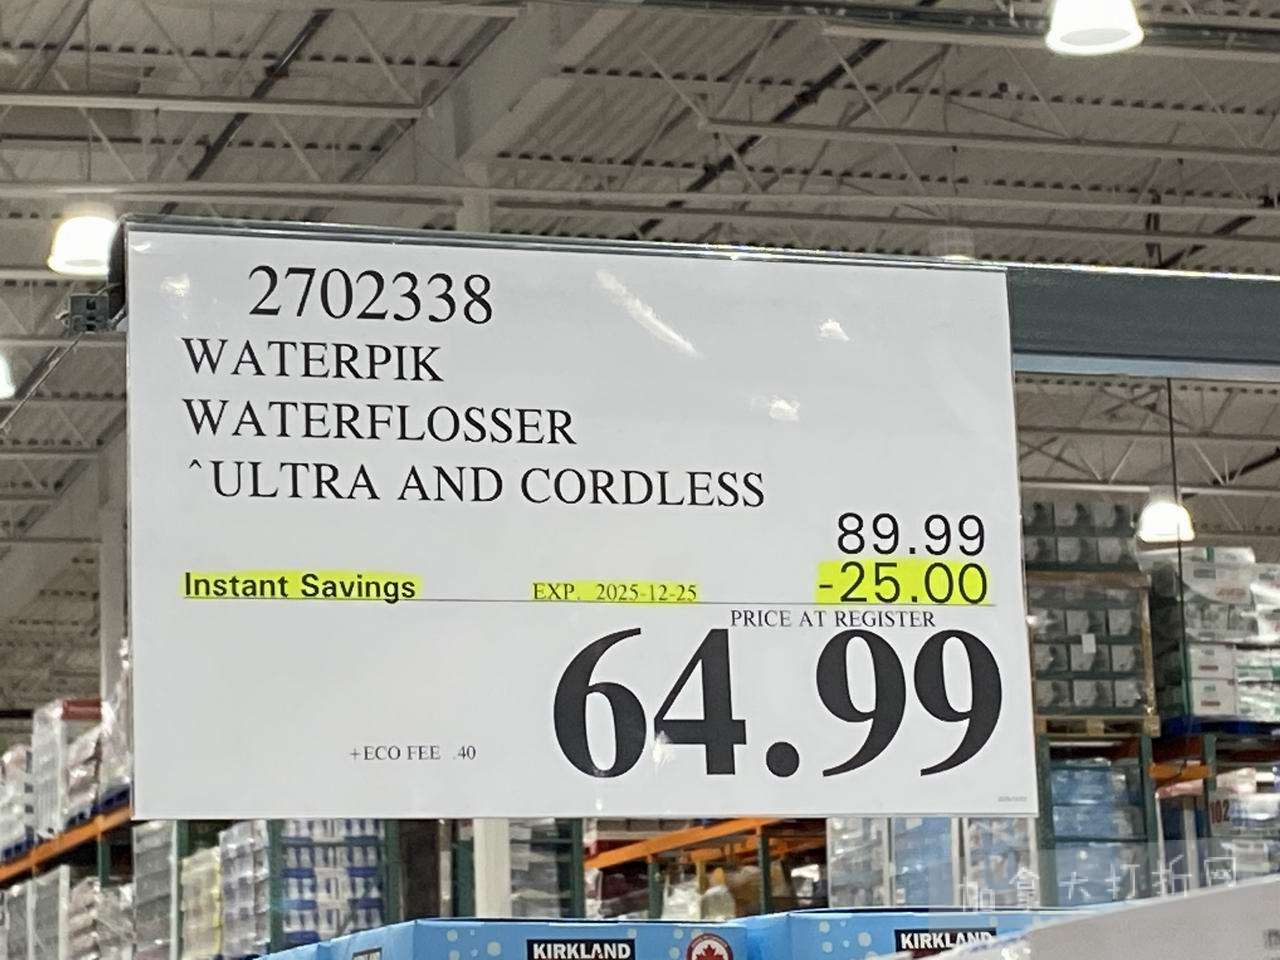 2702338
WATERPIK
WATERFLOSSER
^ULTRA AND CORDLESS
89.99
Instant Savings EXP. 2025-12-25 -25.00
PRICE AT REGISTER
64.99
+ECO FEE .40
102
加拿大打折网
KIRKLAND KIRKLAND